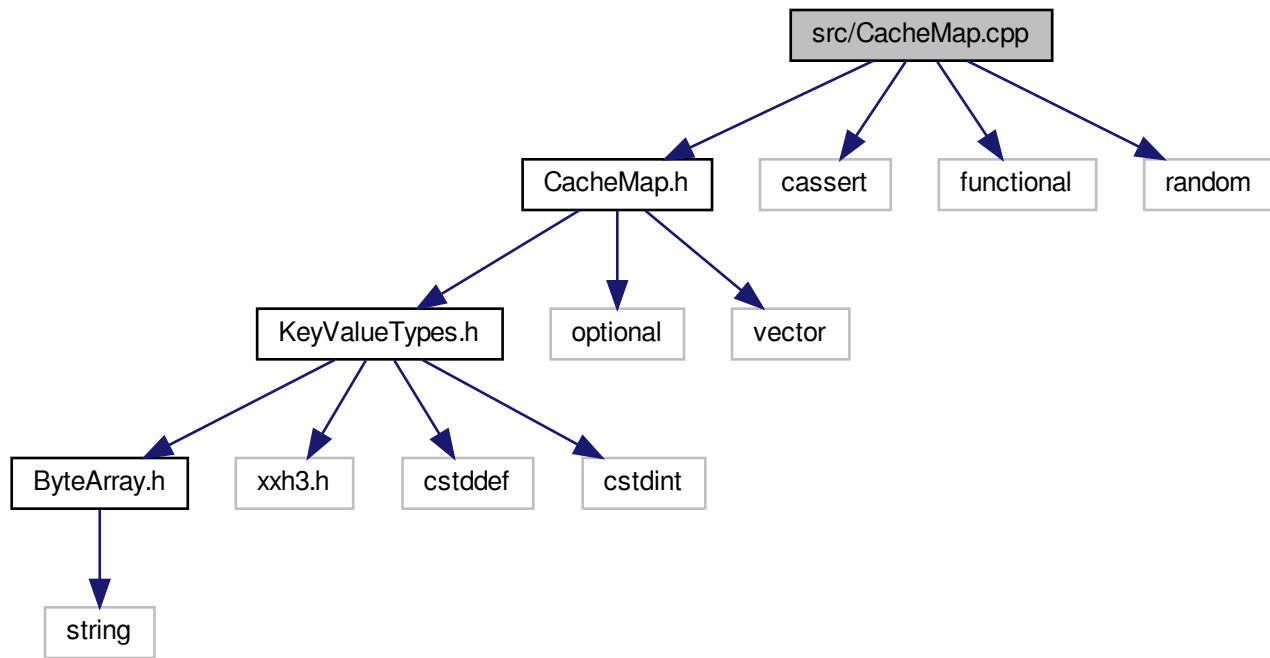 src/CacheMap.cpp
CacheMap.h
cassert
functional
random
KeyValueTypes.h
optional
vector
ByteArray.h
xxh3.h
cstddef
cstdint
string